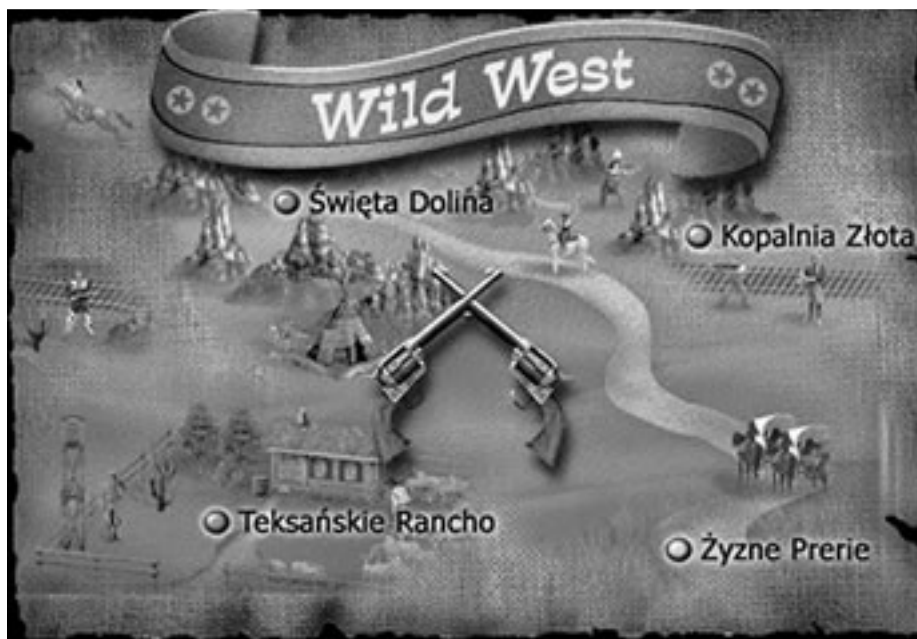 Wild West
Święta Dolina
Kopalnia Złota
Teksańskie Rancho
Żyzne Prerie